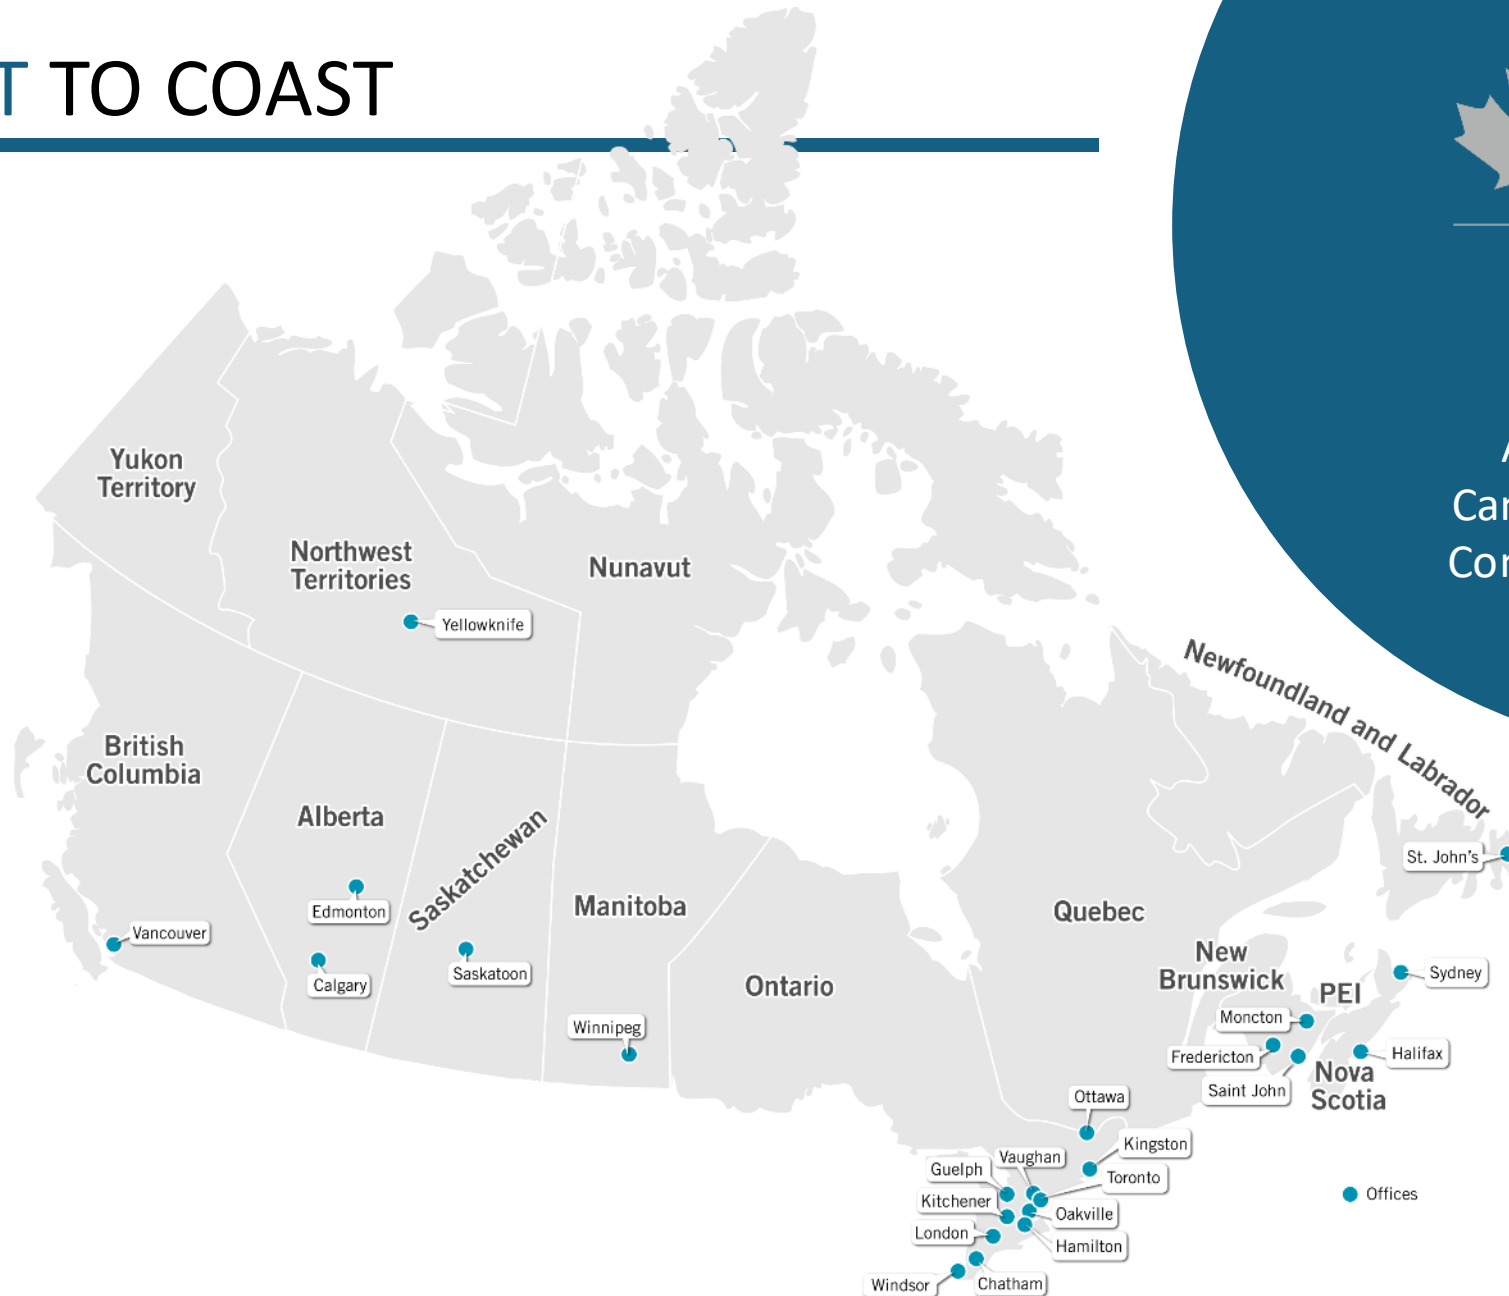 T TO COAST
Yukon
Territory
Northwest
Territories
Nunavut
Yellowknife
Newfoundland and Labrador
British
Columbia
Alberta
Saskatchewan
Manitoba
Ontario
Quebec
Edmonton
Calgary
Vancouver
Saskatoon
Winnipeg
St. John's
New
Brunswick
PEI
Sydney
Moncton
Fredericton
Saint John
Halifax
Nova
Scotia
Ottawa
Kingston
Vaughan
Guelph
Toronto
Kitchener
Oakville
London
Hamilton
Windsor
Chatham
Offices